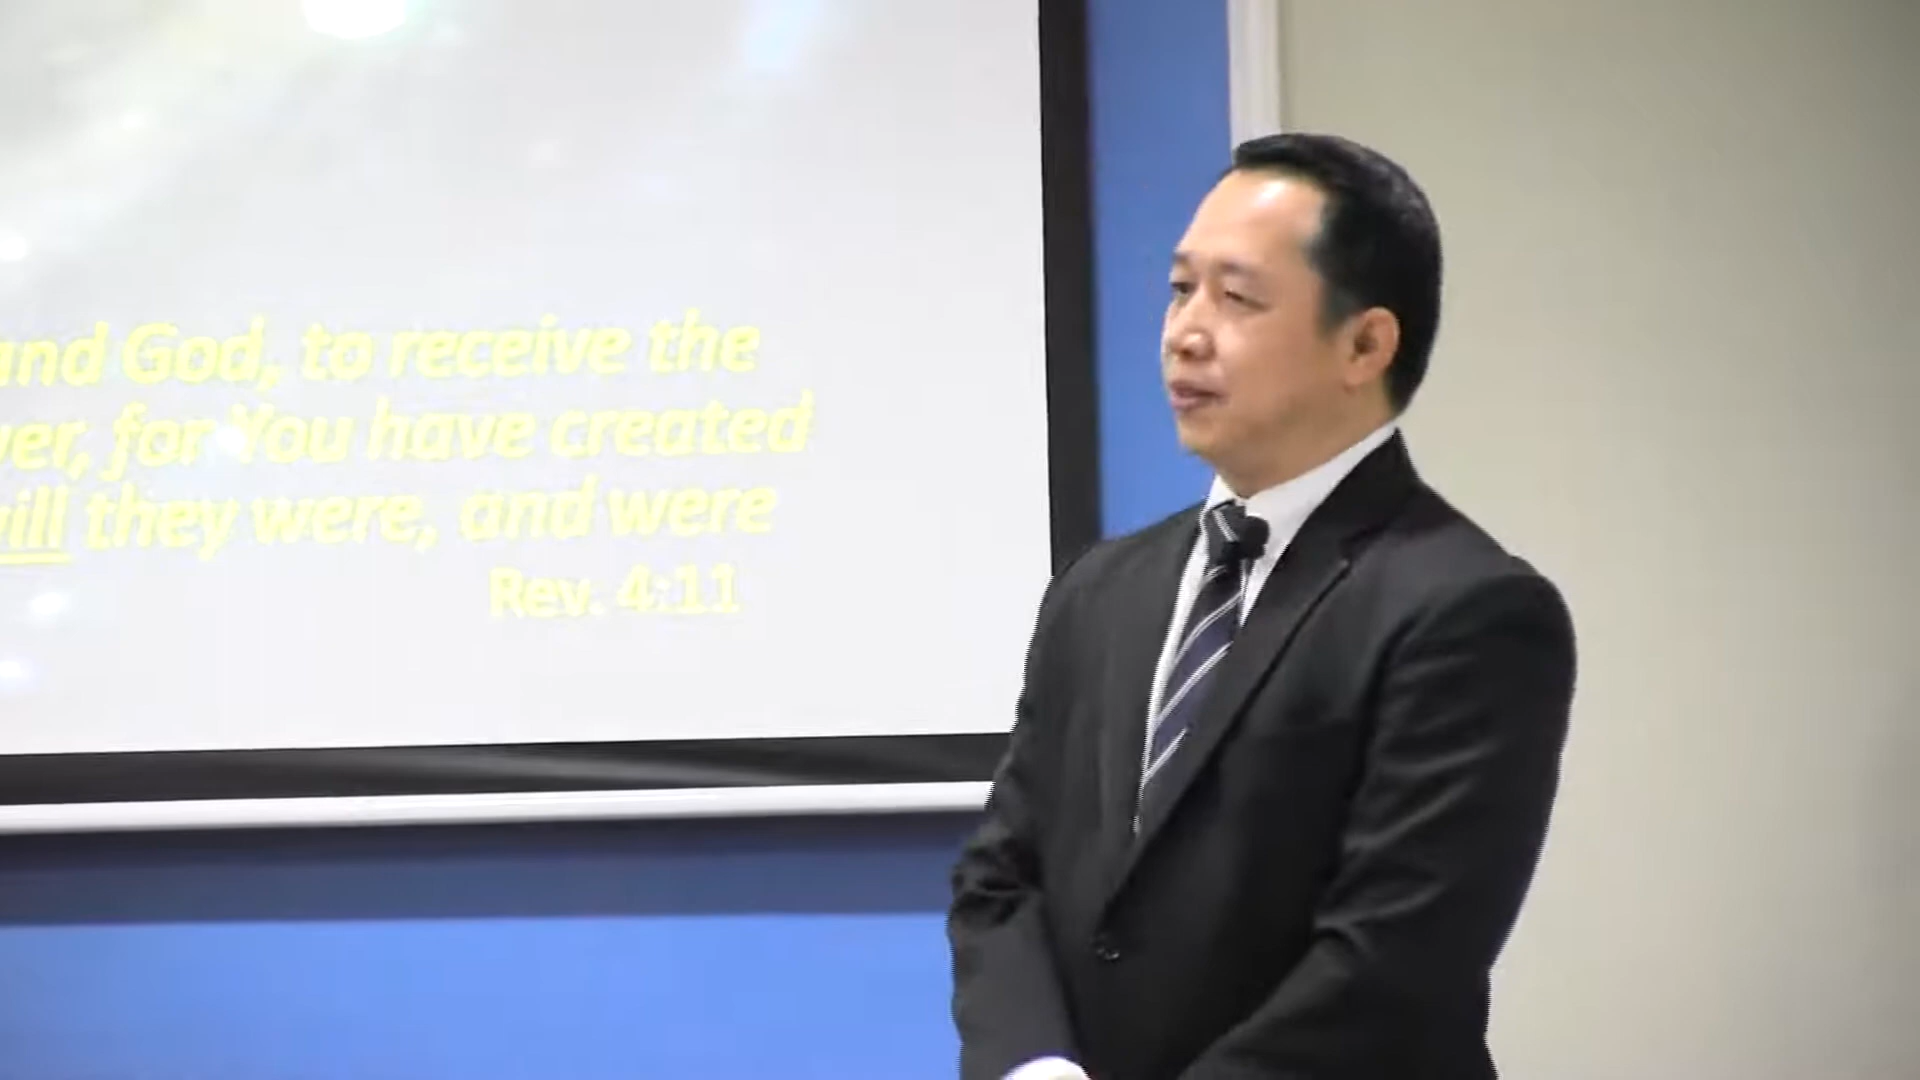 and God, to receive the
for You have created
they were, and were
Rev. 4:11